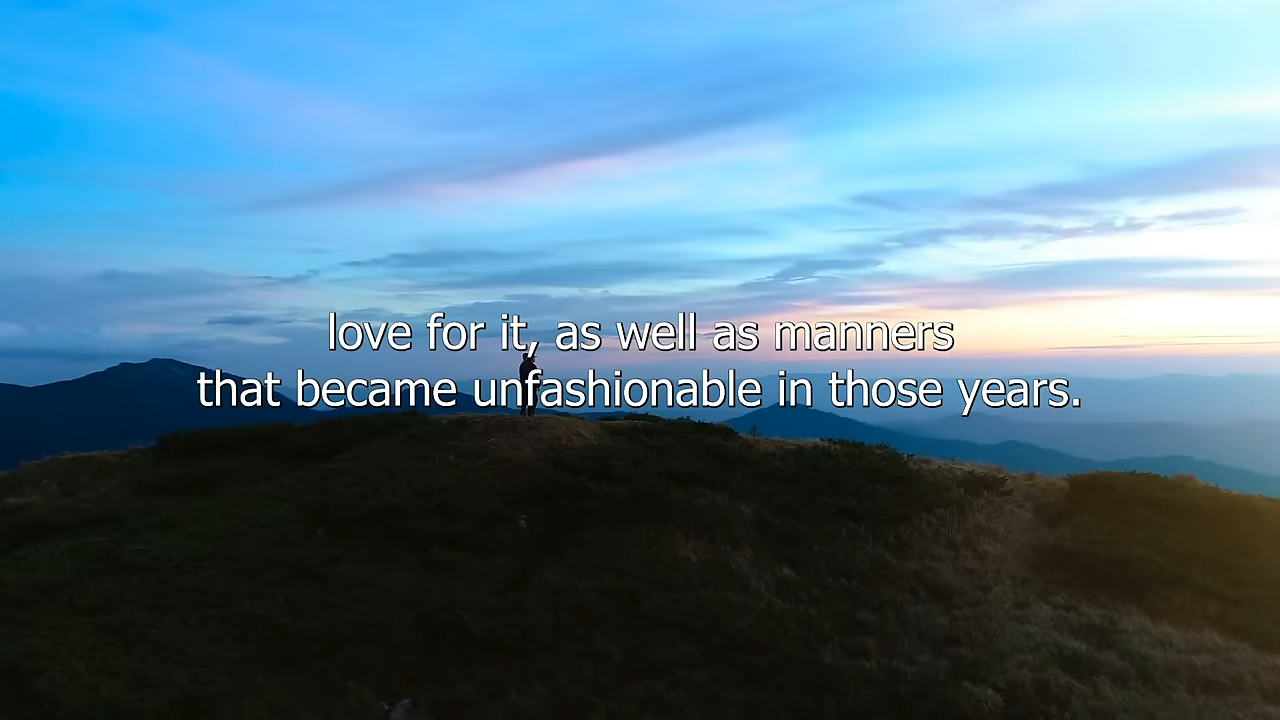 love for it, as well as manners
that became unfashionable in those years.